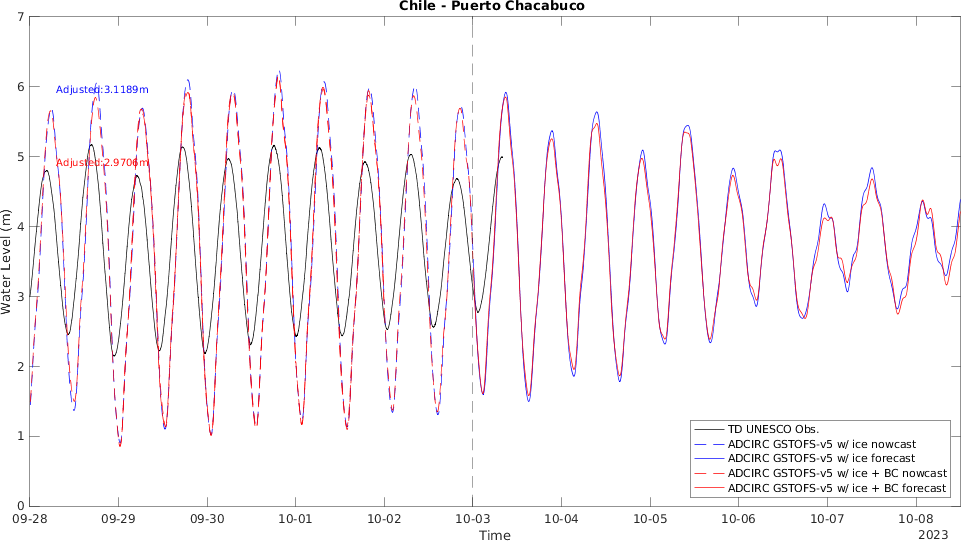 Chile - Puerto Chacabuco
Water Level (m)
7
6
5
4
3
2
1
0
Adjusted:3.1189m
Adjusted:2.9706m
TD UNESCO Obs.
ADCIRC GSTOFS-v5 w/ ice nowcast
ADCIRC GSTOFS-v5 w/ ice forecast
ADCIRC GSTOFS-v5 w/ ice + BC nowcast
ADCIRC GSTOFS-v5 w/ ice + BC forecast
09-28 09-29 09-30 10-01 10-02 10-03 10-04 10-05 10-06 10-07 10-08
Time
2023